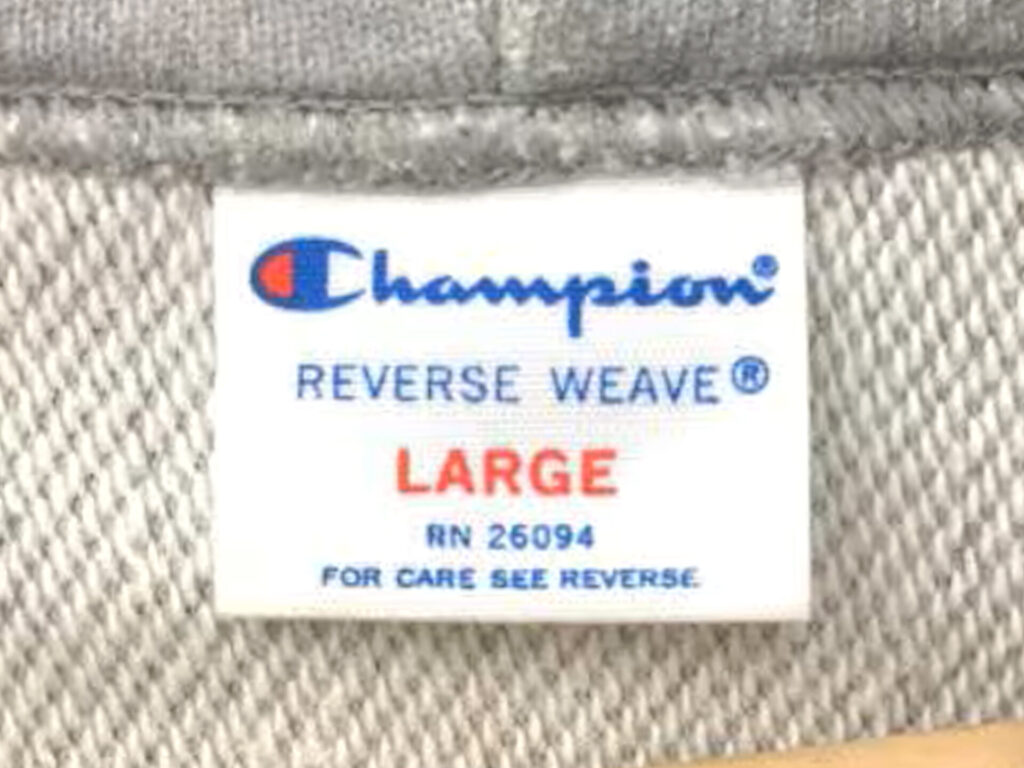 Champion®
REVERSE WEAVE®
LARGE
RN 26094
FOR CARE SEE REVERSE